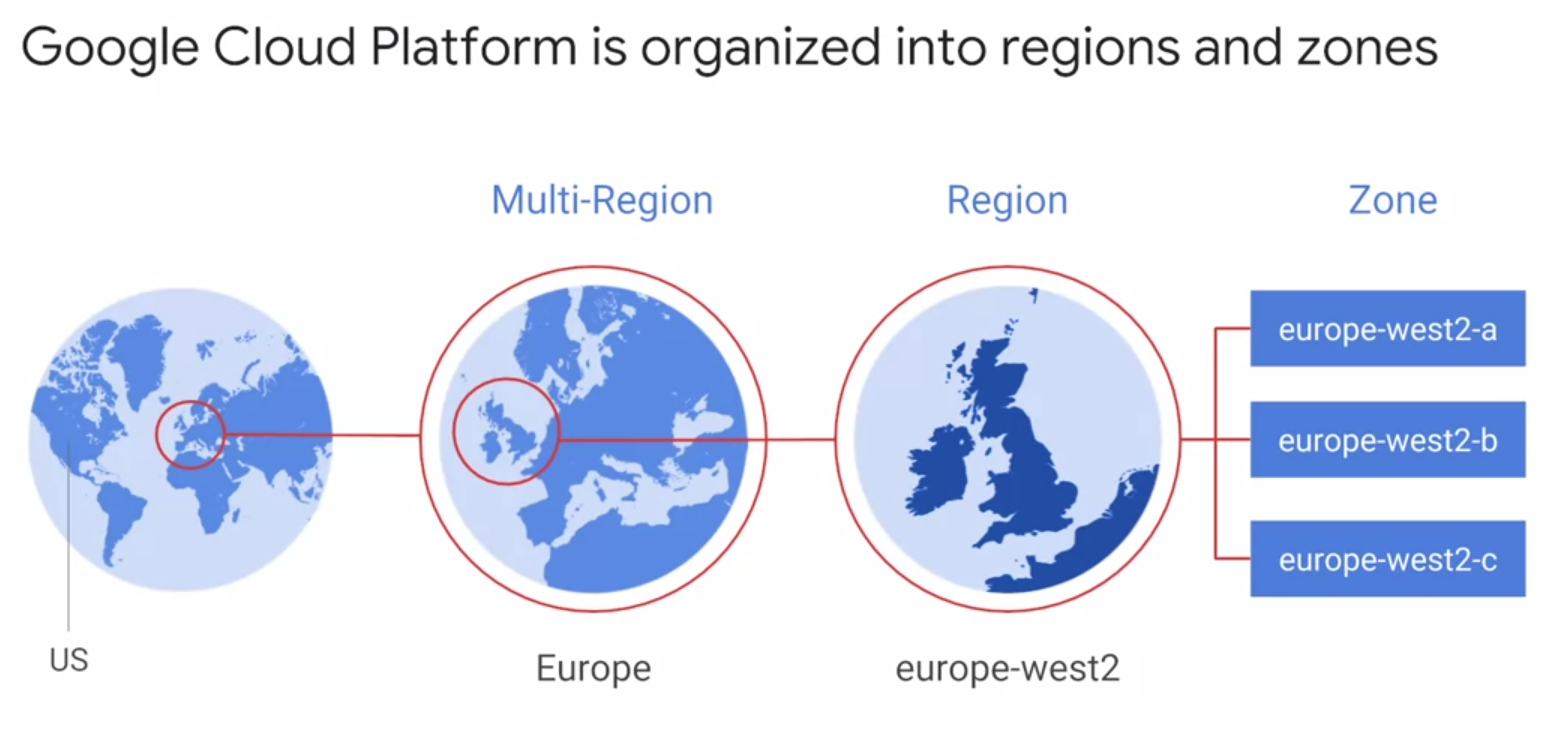 Google Cloud Platform is organized into regions and zones
Multi-Region
Region
Zone
europe-west2-a
europe-west2-b
europe-west2-c
US
Europe
europe-west2